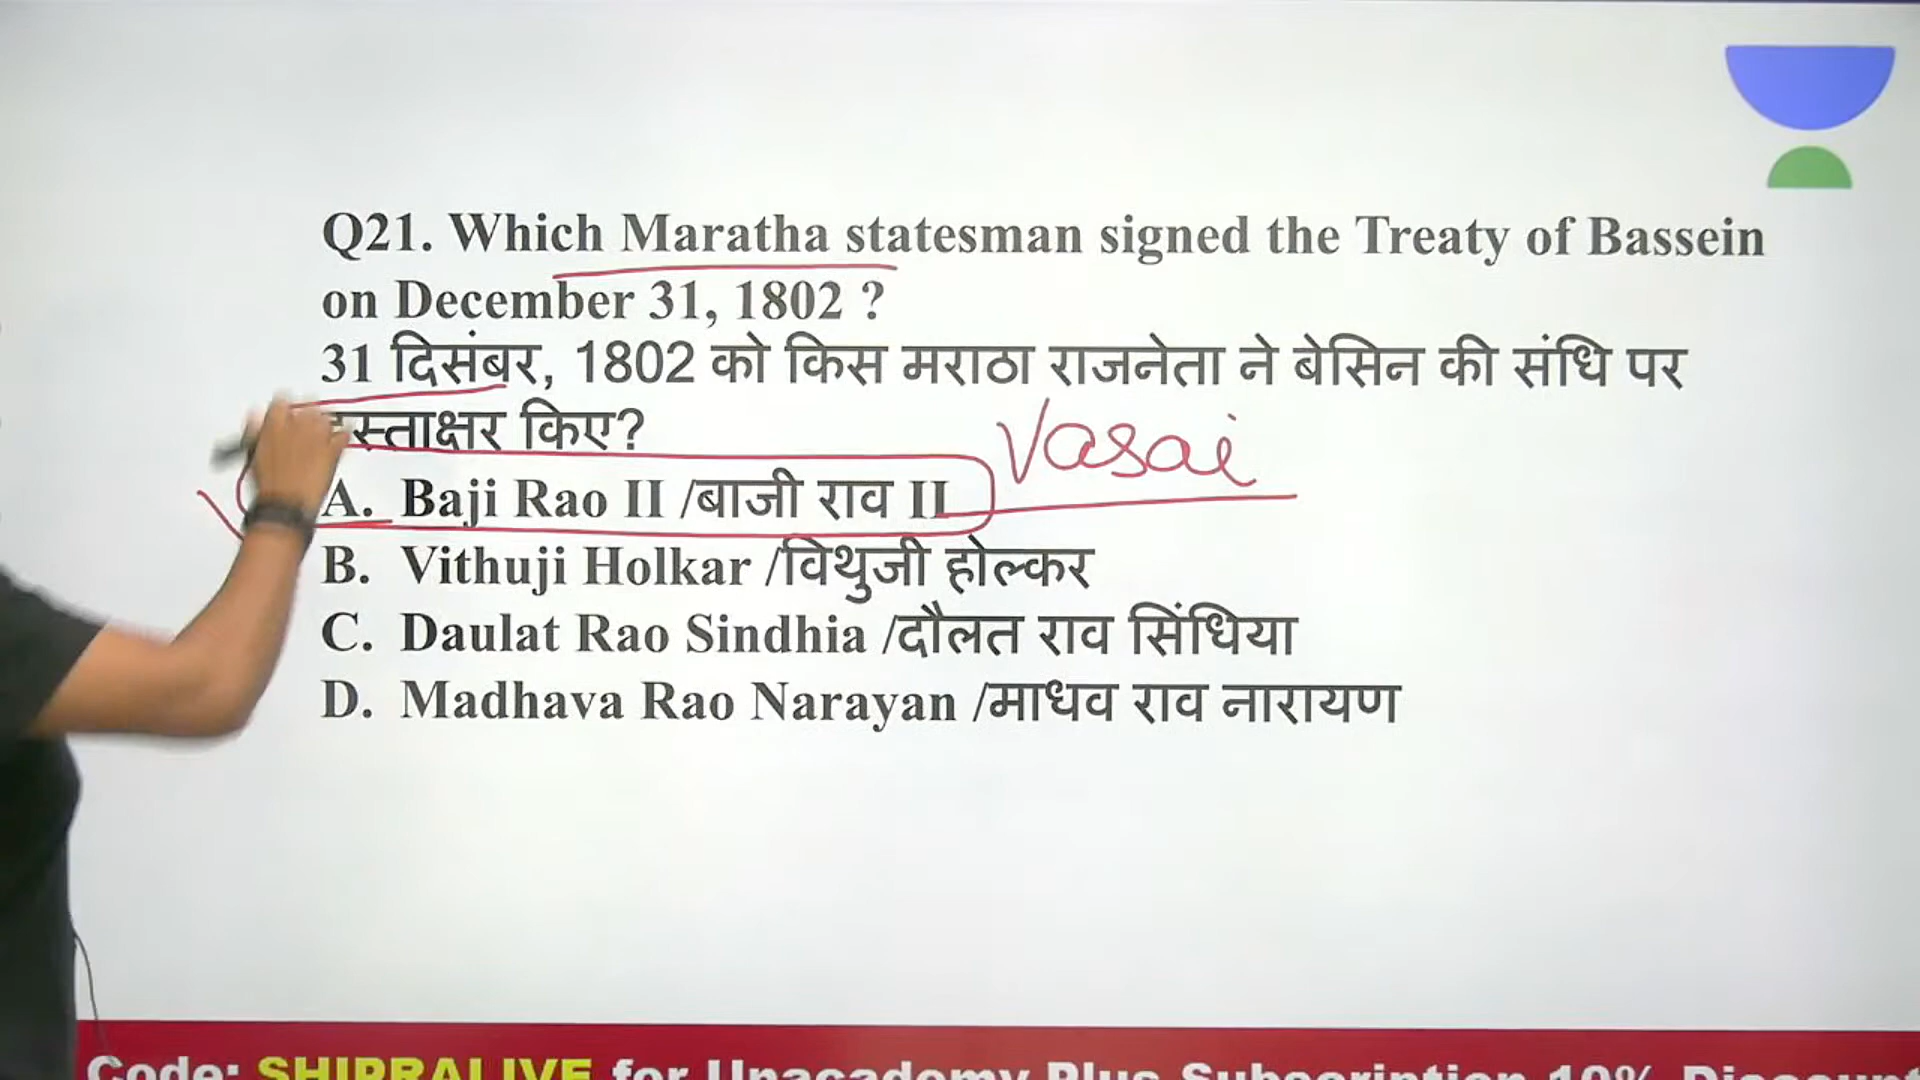 Q21. Which Maratha statesman signed the Treaty of Bassein
on December 31, 1802 ?
31 दिसंबर, 1802 को किस मराठा राजनेता ने बेसिन की संधि पर
हस्ताक्षर किए?
Vasai
A. Baji Rao II /बाजी राव II
B. Vithuji Holkar /विथुजी होल्कर
C. Daulat Rao Sindhia /दौलत राव सिंधिया
D. Madhava Rao Narayan /माधव राव नारायण
Code: SHIPRALIVE for Unacademy Plus Subscription 10% Discount